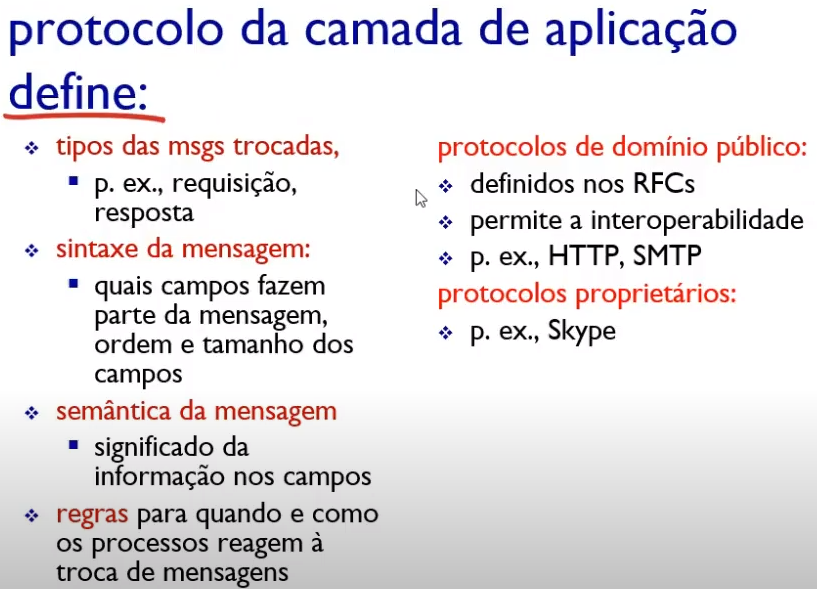 protocolo da camada de aplicação
define:
tipos das msgs trocadas,
p. ex., requisição,
resposta
sintaxe da mensagem:
quais campos fazem
parte da mensagem,
ordem e tamanho dos
campos
semântica da mensagem
significado da
informação nos campos
regras para quando e como
os processos reagem à
troca de mensagens
protocolos de domínio público:
definidos nos RFCs
permite a interoperabilidade
p. ex., HTTP, SMTP
protocolos proprietários:
p. ex., Skype